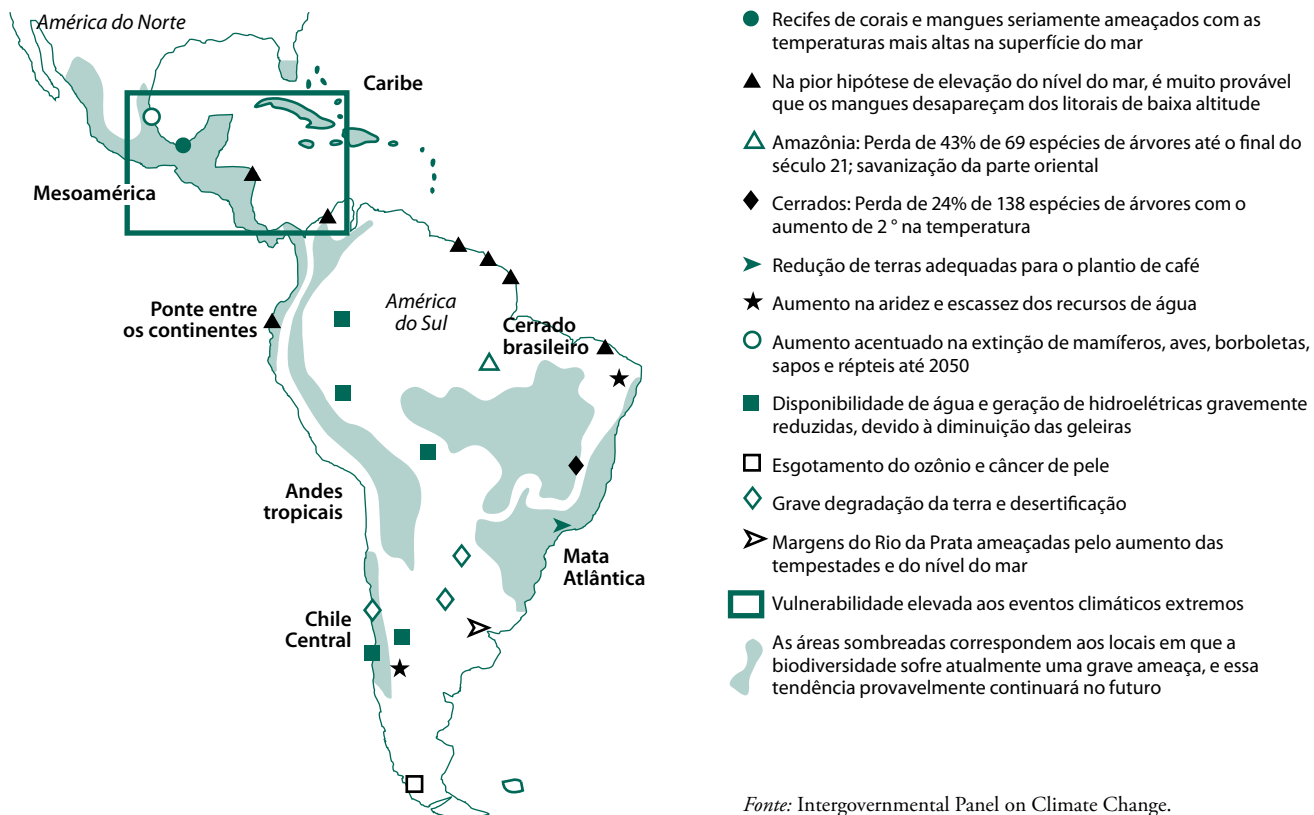 América do Norte
Caribe
Mesoamérica
Ponte entre
os continentes
América
do Sul
Cerrado
brasileiro
Andes
tropicais
Mata
Atlântica
Chile
Central
Recifes de corais e mangues seriamente ameaçados com as
temperaturas mais altas na superfície do mar
Na pior hipótese de elevação do nível do mar, é muito provável
que os mangues desapareçam dos litorais de baixa altitude
Amazônia: Perda de 43% de 69 espécies de árvores até o final do
século 21; savanização da parte oriental
Cerrados: Perda de 24% de 138 espécies de árvores com o
aumento de 2 ° na temperatura
Redução de terras adequadas para o plantio de café
Aumento na aridez e escassez dos recursos de água
Aumento acentuado na extinção de mamíferos, aves, borboletas,
sapos e répteis até 2050
Disponibilidade de água e geração de hidroelétricas gravemente
reduzidas, devido à diminuição das geleiras
Esgotamento do ozônio e câncer de pele
Grave degradação da terra e desertificação
Margens do Rio da Prata ameaçadas pelo aumento das
tempestades e do nível do mar
Vulnerabilidade elevada aos eventos climáticos extremos
As áreas sombreadas correspondem aos locais em que a
biodiversidade sofre atualmente uma grave ameaça, e essa
tendência provavelmente continuará no futuro
Fonte: Intergovernmental Panel on Climate Change.